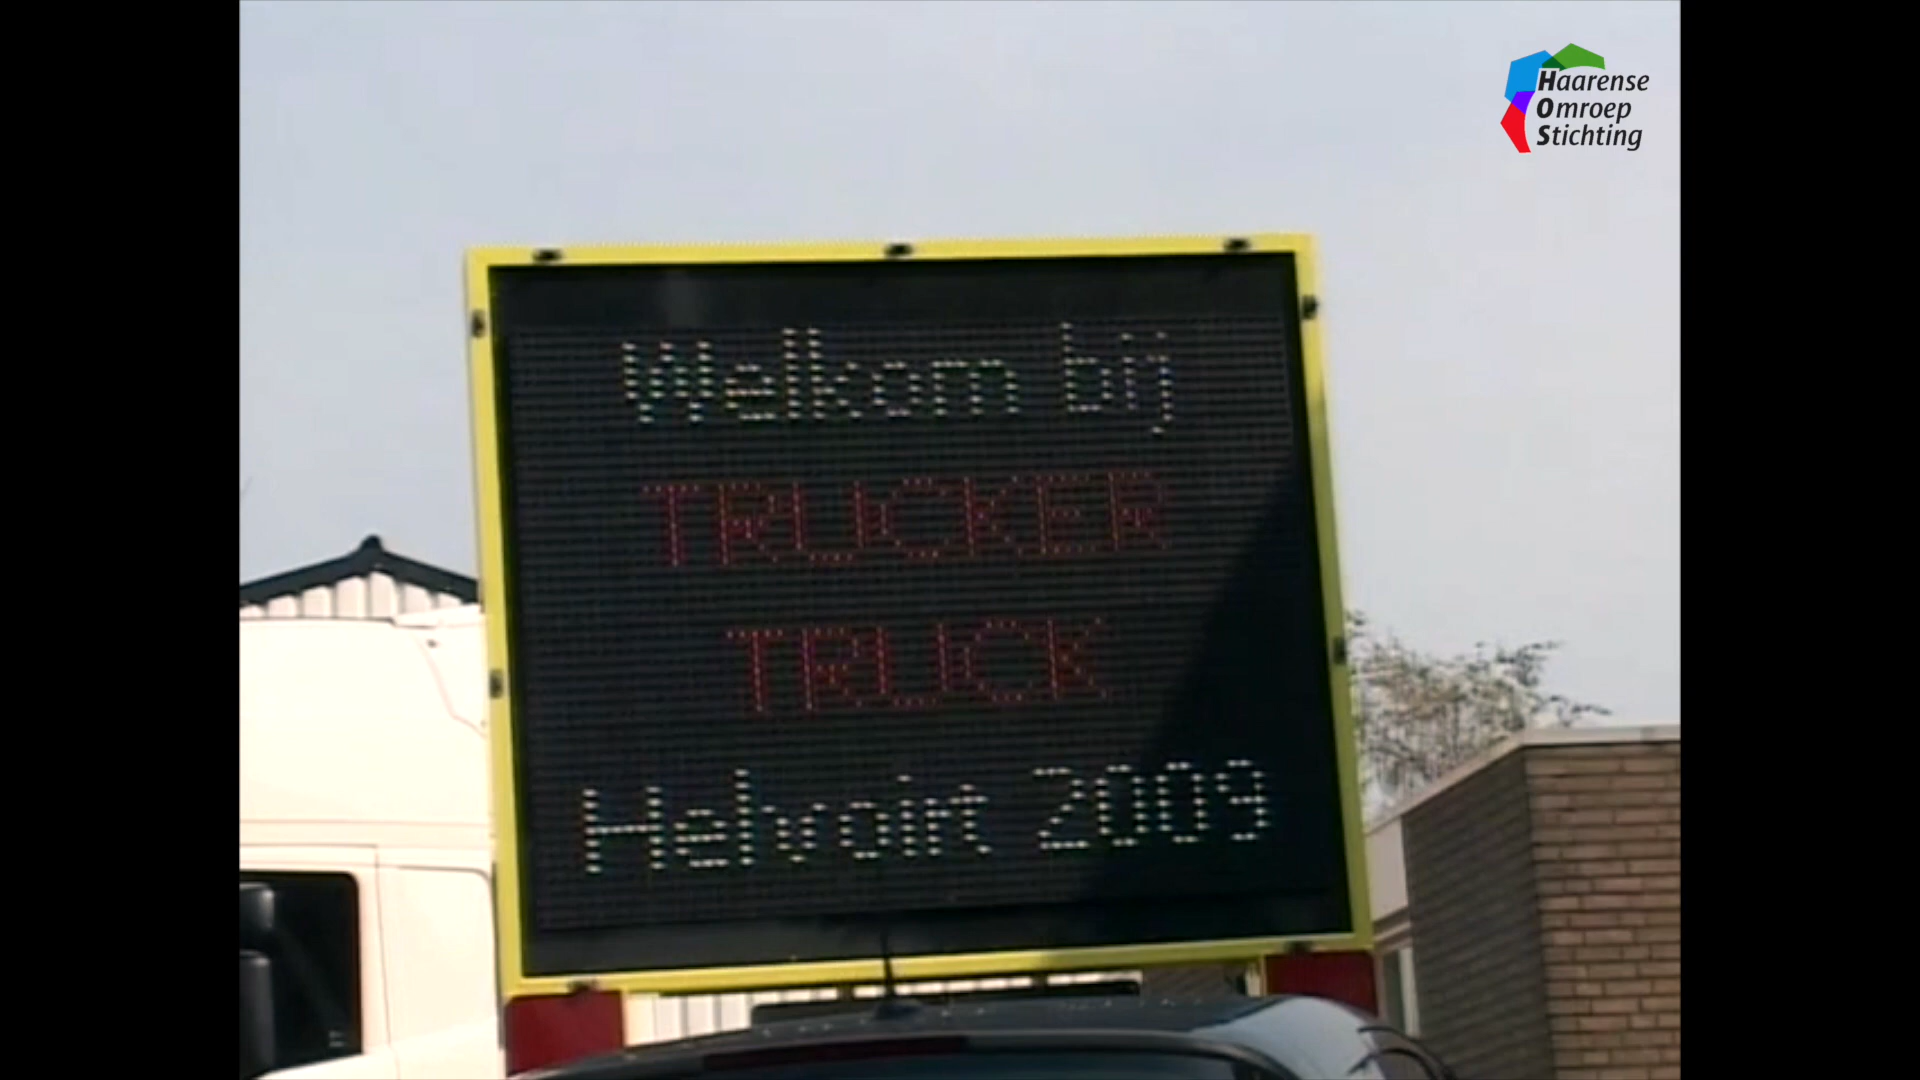 Haarense
Omroep
Stichting
Welkom bij
TRUCKER
TRUCK
Helvoirt 2009